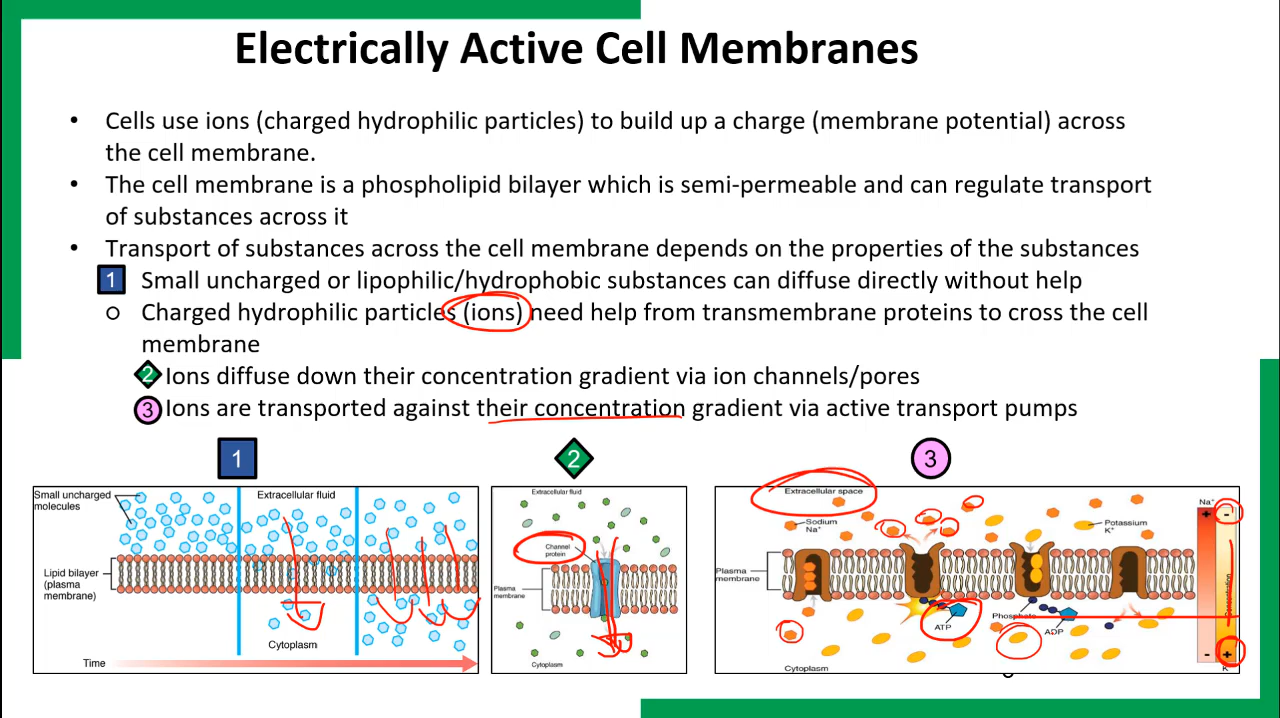 Electrically Active Cell Membranes
• Cells use ions (charged hydrophilic particles) to build up a charge (membrane potential) across
the cell membrane.
• The cell membrane is a phospholipid bilayer which is semi-permeable and can regulate transport
of substances across it
• Transport of substances across the cell membrane depends on the properties of the substances
1 Small uncharged or lipophilic/hydrophobic substances can diffuse directly without help
○ Charged hydrophilic particles (ions) need help from transmembrane proteins to cross the cell
membrane
2 Ions diffuse down their concentration gradient via ion channels/pores
3 Ions are transported against their concentration gradient via active transport pumps
1
Small uncharged
molecules
Extracellular fluid
Lipid bilayer
(plasma
membrane)
Cytoplasm
Time
2
Extracellular fluid
Channel
protein
Plasma
membrane
Cytoplasm
3
Extracellular space
Sodium
Na⁺
Potassium
K⁺
Plasma
membrane
ATP
Phosphate
ADP
Cytoplasm
Na⁺
+ -
Concentration
- +
K